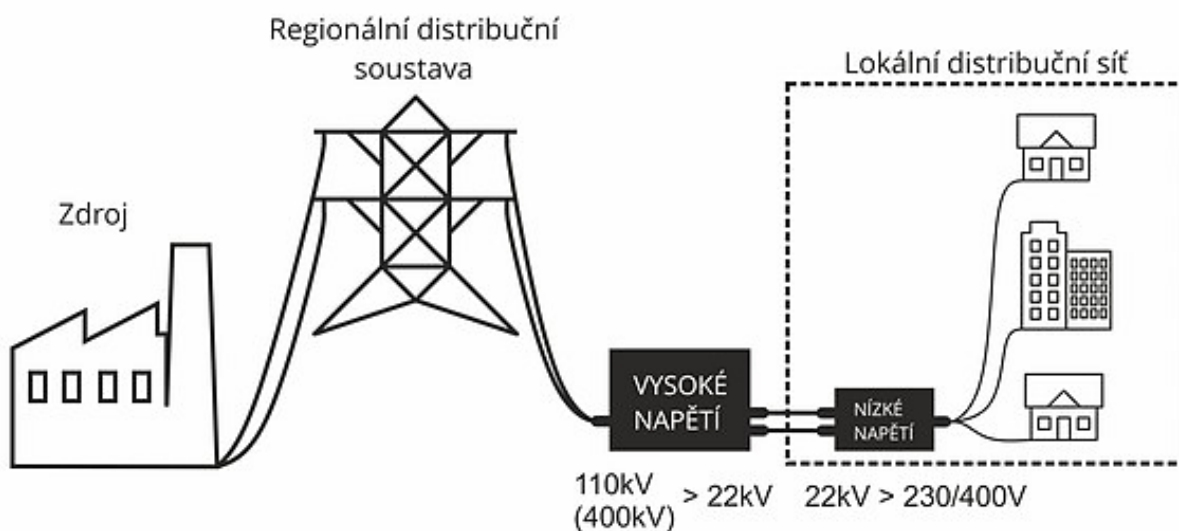 Regionální distribuční
soustava
Lokální distribuční síť
Zdroj
VYSOKÉ
NAPĚTÍ
NÍZKÉ
NAPĚTÍ
110kV
(400kV)
> 22kV
22kV > 230/400V